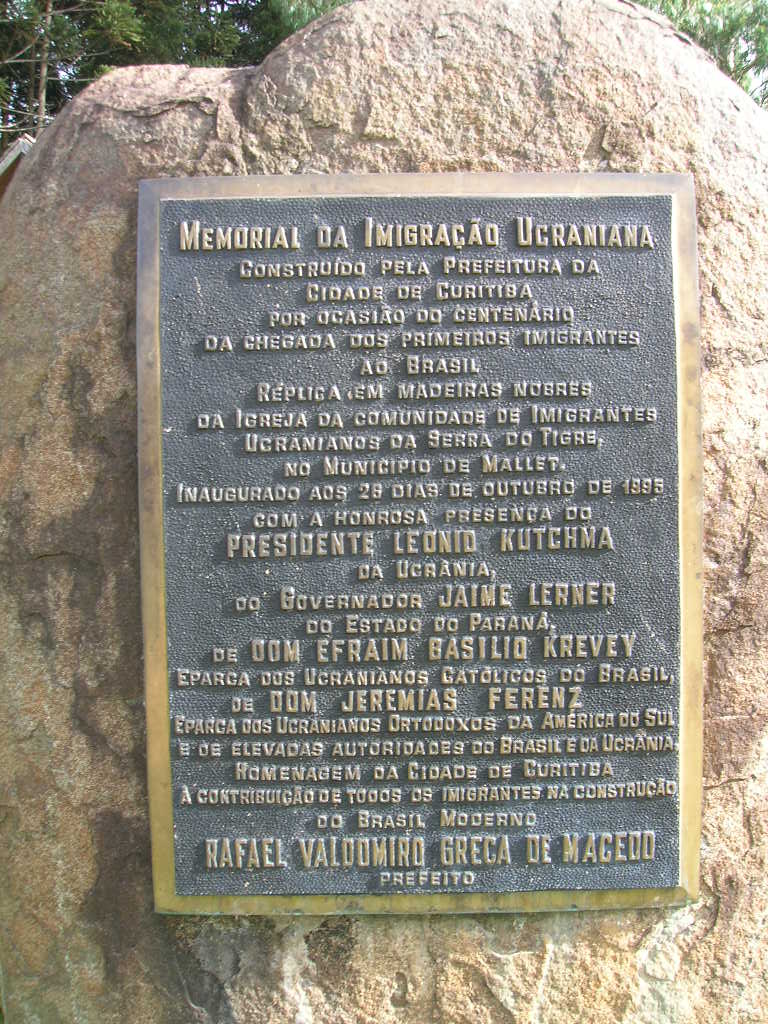 MEMORIAL DA IMIGRAÇÃO UCRANIANA
CONSTRUÍDO PELA PREFEITURA DA
CIDADE DE CURITIBA
POR OCASIÃO DO CENTENÁRIO
DA CHEGADA DOS PRIMEIROS IMIGRANTES
AO BRASIL
RÉPLICA EM MADEIRAS NOBRES
DA IGREJA DA COMUNIDADE DE IMIGRANTES
UCRANIANOS DA SERRA DO TIGRE,
NO MUNICÍPIO DE MALLET.
INAUGURADO AOS 26 DIAS DE OUTUBRO DE 1995
COM A HONROSA PRESENÇA DO
PRESIDENTE LEONID KUTCHMA
DA UCRÂNIA,
DO GOVERNADOR JAIME LERNER
DO ESTADO DO PARANÁ,
DE DOM EFRAIM BASILIO KREVEY
EPARCA DOS UCRANIANOS CATÓLICOS DO BRASIL,
DE DOM JEREMIAS FERENZ
EPARCA DOS UCRANIANOS ORTODOXOS DA AMÉRICA DO SUL
E DE ELEVADAS AUTORIDADES DO BRASIL E DA UCRÂNIA,
HOMENAGEM DA CIDADE DE CURITIBA
À CONTRIBUIÇÃO DE TODOS OS IMIGRANTES NA CONSTRUÇÃO
DO BRASIL MODERNO
RAFAEL VALDOMIRO GRECA DE MACEDO
PREFEITO